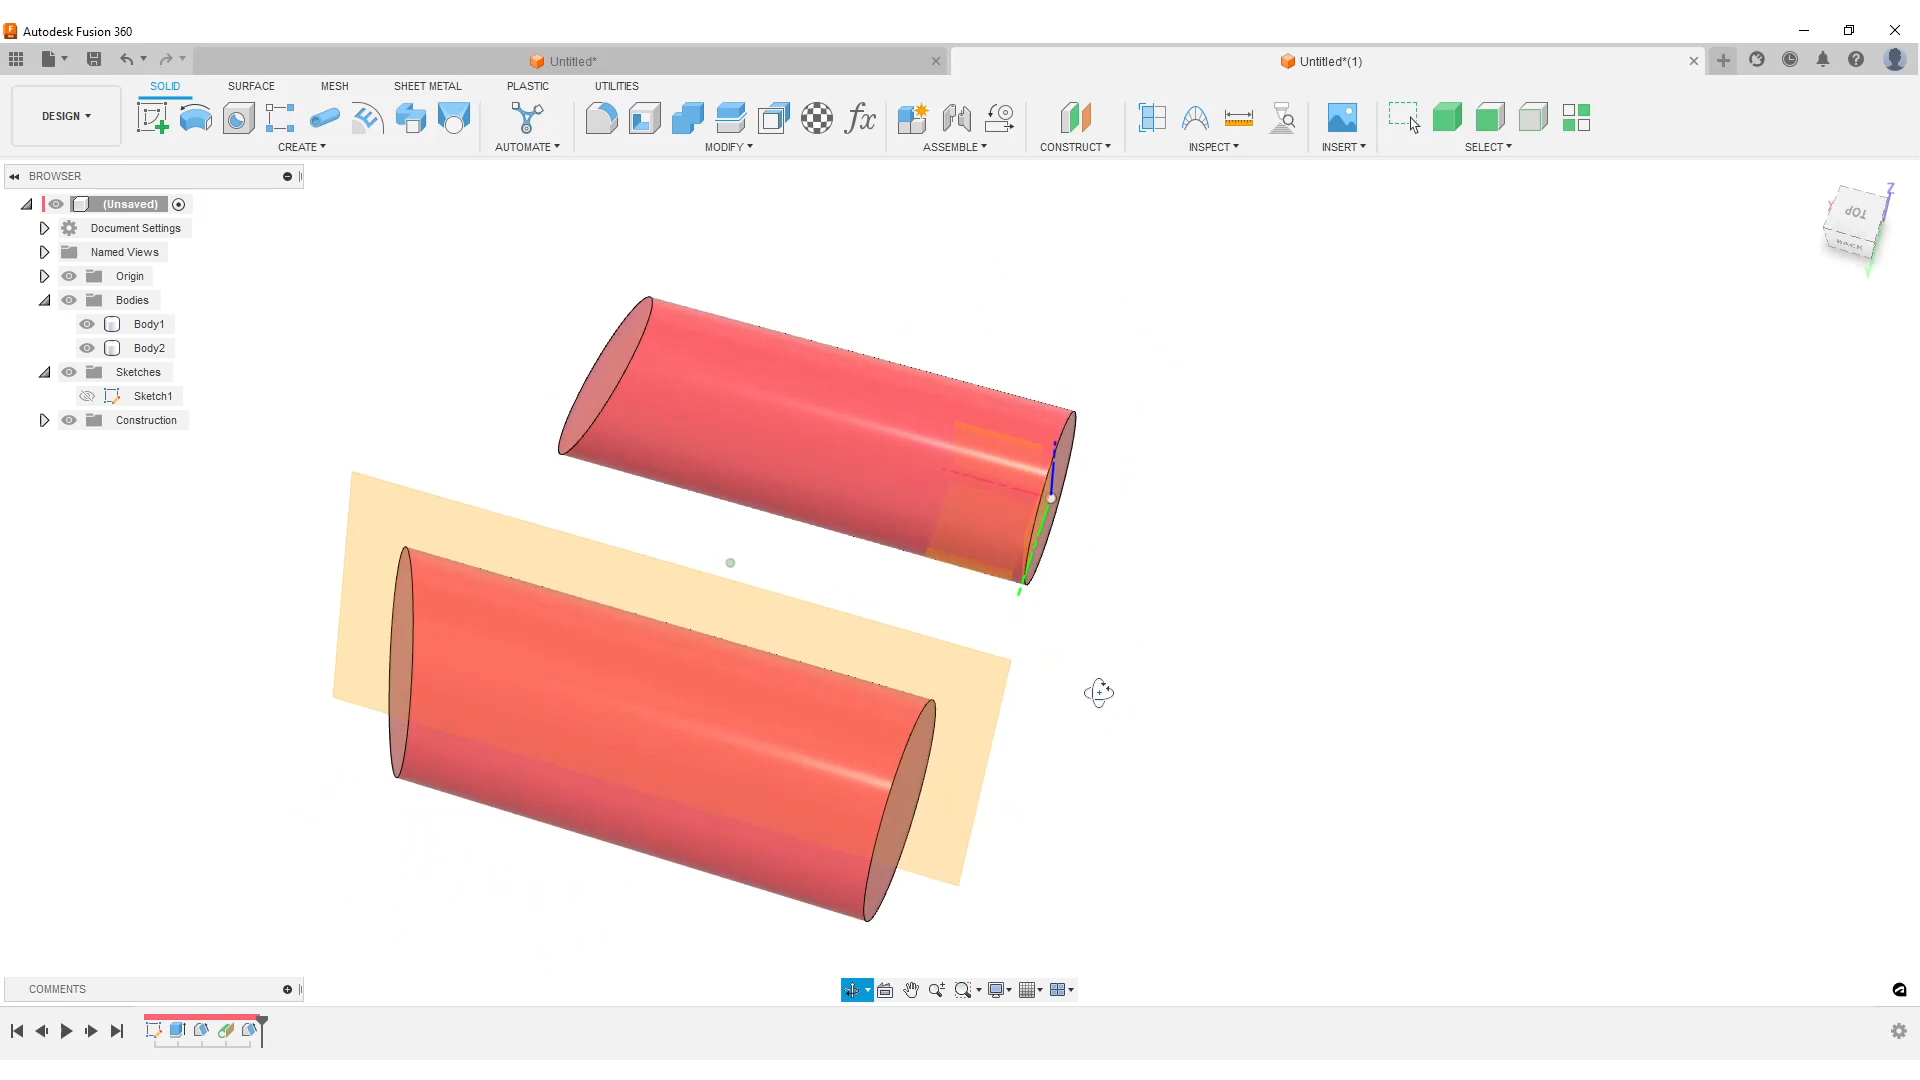 Autodesk Fusion 360
Untitled*
Untitled*(1)
DESIGN
SOLID
SURFACE
MESH
SHEET METAL
PLASTIC
UTILITIES
CREATE
AUTOMATE
MODIFY
ASSEMBLE
CONSTRUCT
INSPECT
INSERT
SELECT
BROWSER
(Unsaved)
Document Settings
Named Views
Origin
Bodies
Body1
Body2
Sketches
Sketch1
Construction
Z
TOP
BACK
Y
COMMENTS